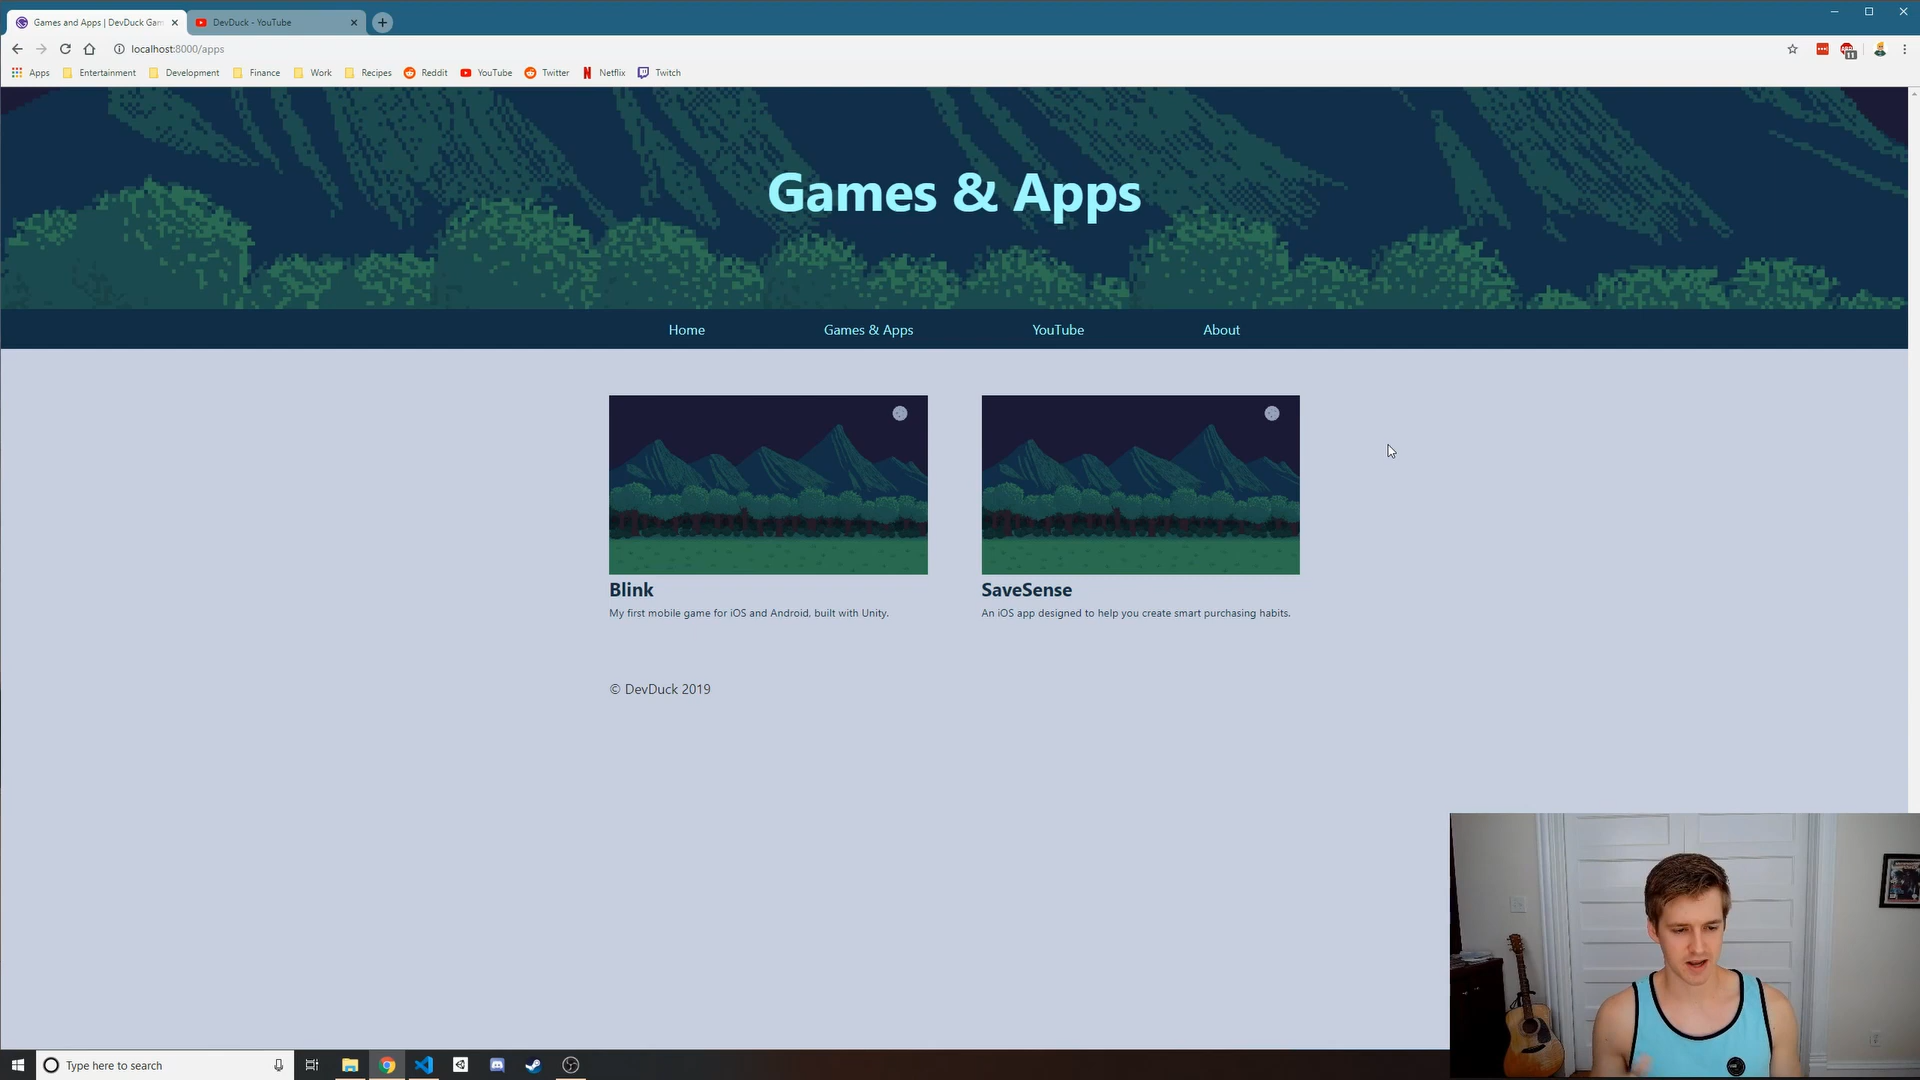 Games and Apps | DevDuck Gam
DevDuck - YouTube
localhost:8000/apps
Apps Entertainment Development Finance Work Recipes Reddit YouTube Twitter Netflix Twitch
Games & Apps
Home Games & Apps YouTube About
Blink
My first mobile game for iOS and Android, built with Unity.
SaveSense
An iOS app designed to help you create smart purchasing habits.
© DevDuck 2019
Type here to search